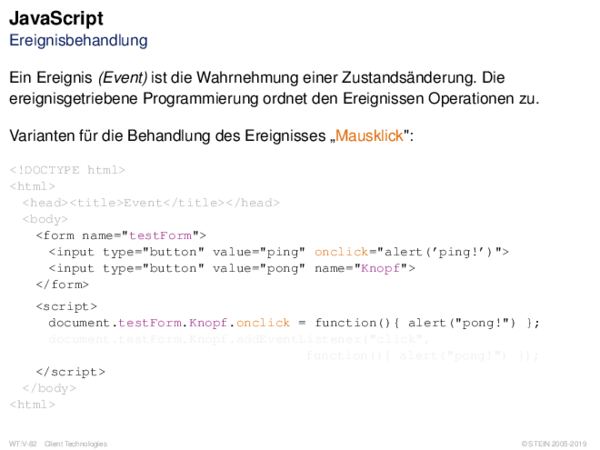 JavaScript
Ereignisbehandlung
Ein Ereignis (Event) ist die Wahrnehmung einer Zustandsänderung. Die
ereignisgetriebene Programmierung ordnet den Ereignissen Operationen zu.
Varianten für die Behandlung des Ereignisses „Mausklick":
<!DOCTYPE html>
<html>
<head><title>Event</title></head>
<body>
<form name="testForm">
<input type="button" value="ping" onclick="alert(’ping!’)">
<input type="button" value="pong" name="Knopf">
</form>
<script>
document.testForm.Knopf.onclick = function(){ alert("pong!") };
document.testForm.Knopf.addEventListener("click",
function(){ alert("pong!") });
</script>
</body>
<html>
WT:V-82 Client Technologies © STEIN 2005-2019